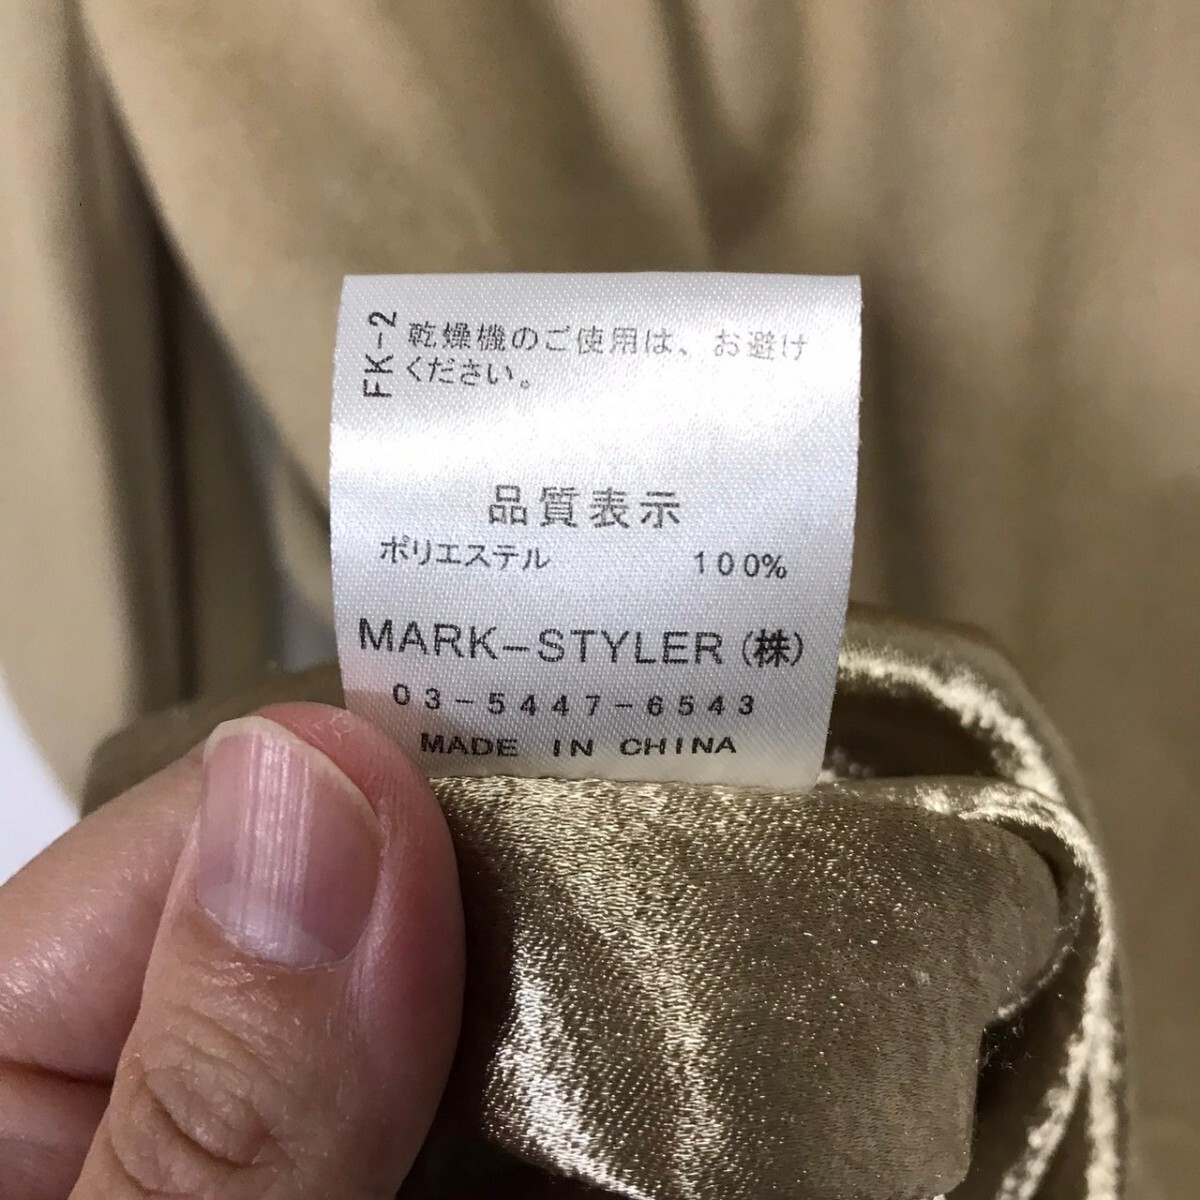 FK-2
乾燥機のご使用は、お避け
ください。
品質表示
ポリエステル 100%
MARK-STYLER (株)
03-5447-6543
MADE IN CHINA